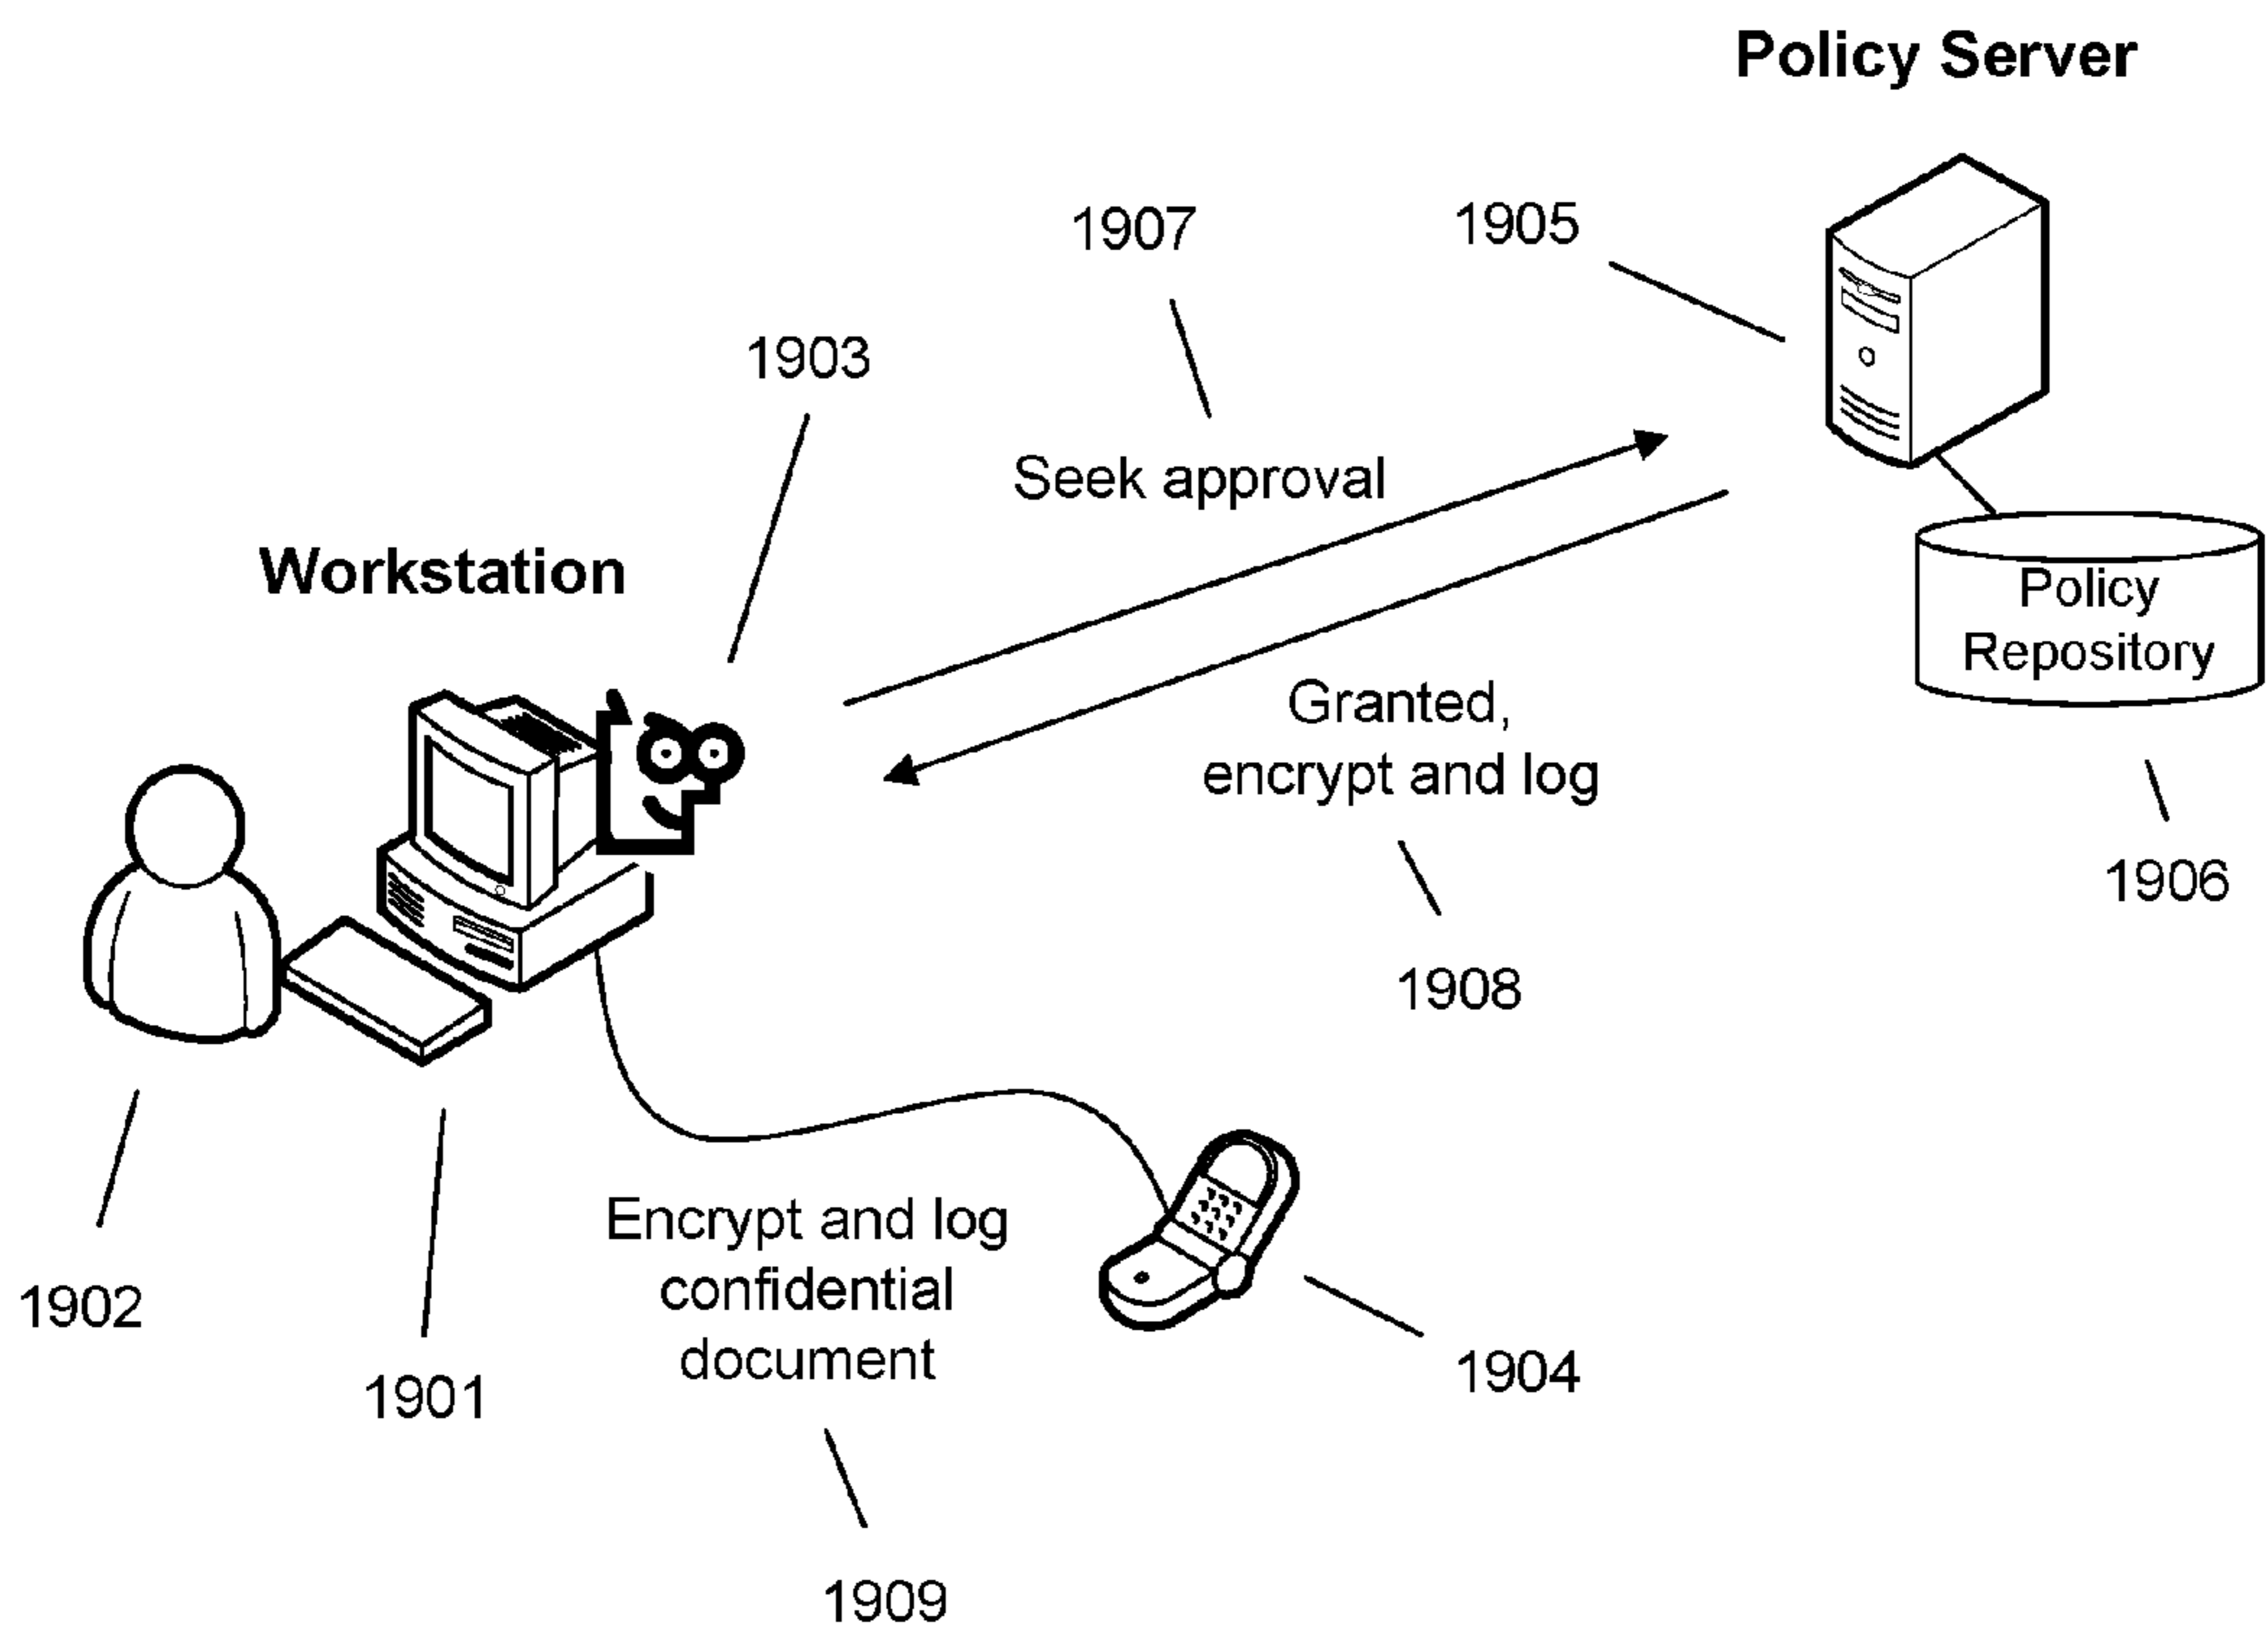 Policy Server
1907
1905
1903
Seek approval
Workstation
Policy
Repository
Granted,
encrypt and log
1906
1908
Encrypt and log
confidential
document
1902
1901
1904
1909